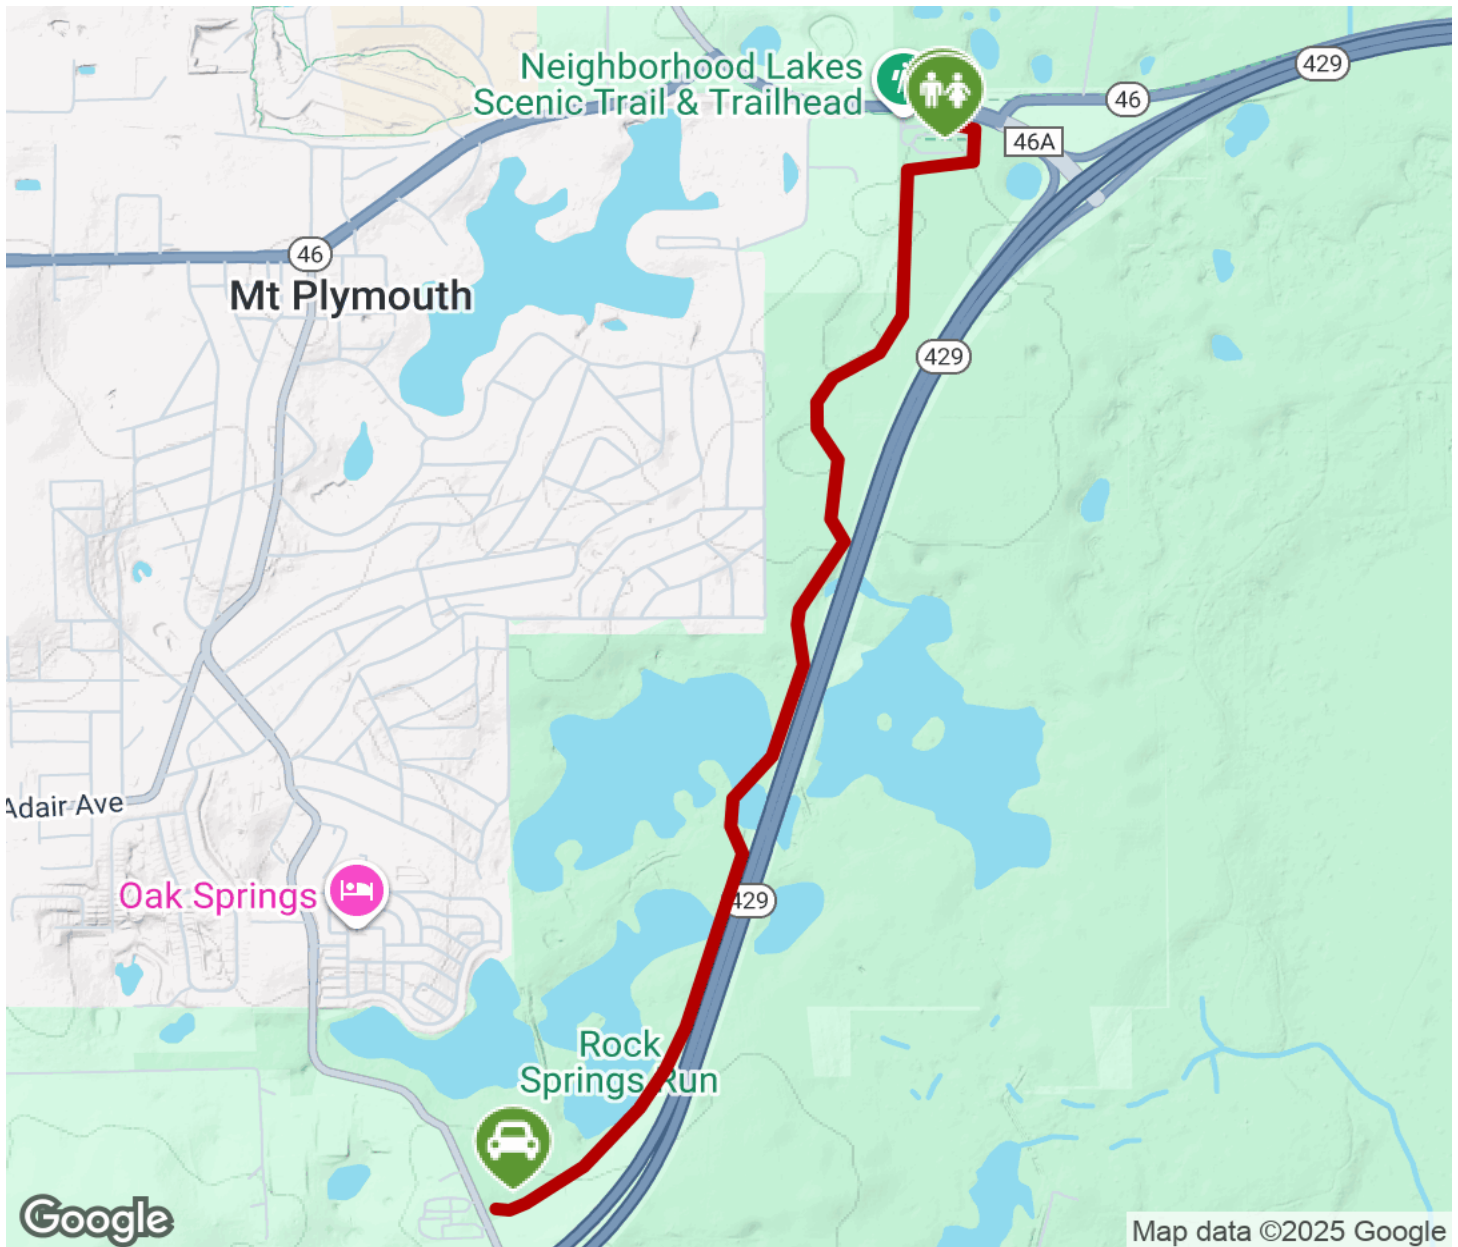 Neighborhood Lakes
Scenic Trail & Trailhead
429
46
46A
46
Mt Plymouth
429
Adair Ave
Oak Springs
429
Rock
Springs Run
Google
Map data ©2025 Google